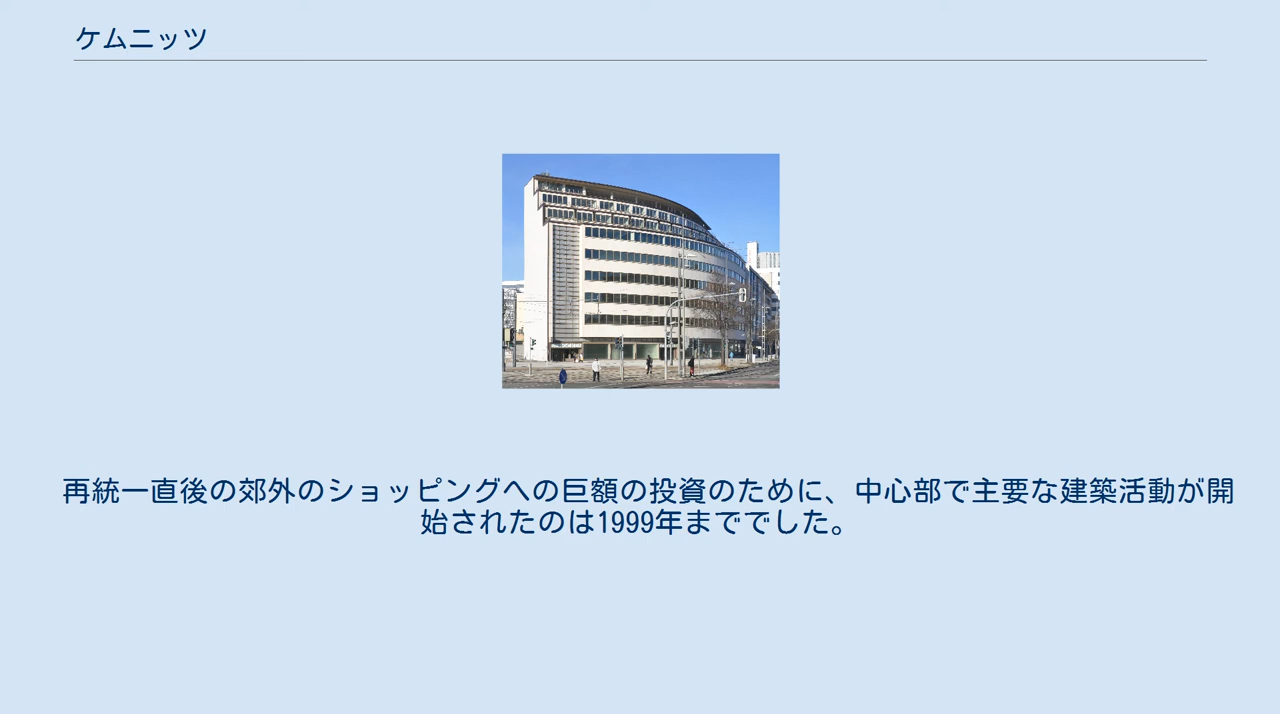 ケムニッツ
再統一直後の郊外のショッピングへの巨額の投資のために、中心部で主要な建築活動が開
始されたのは1999年まででした。